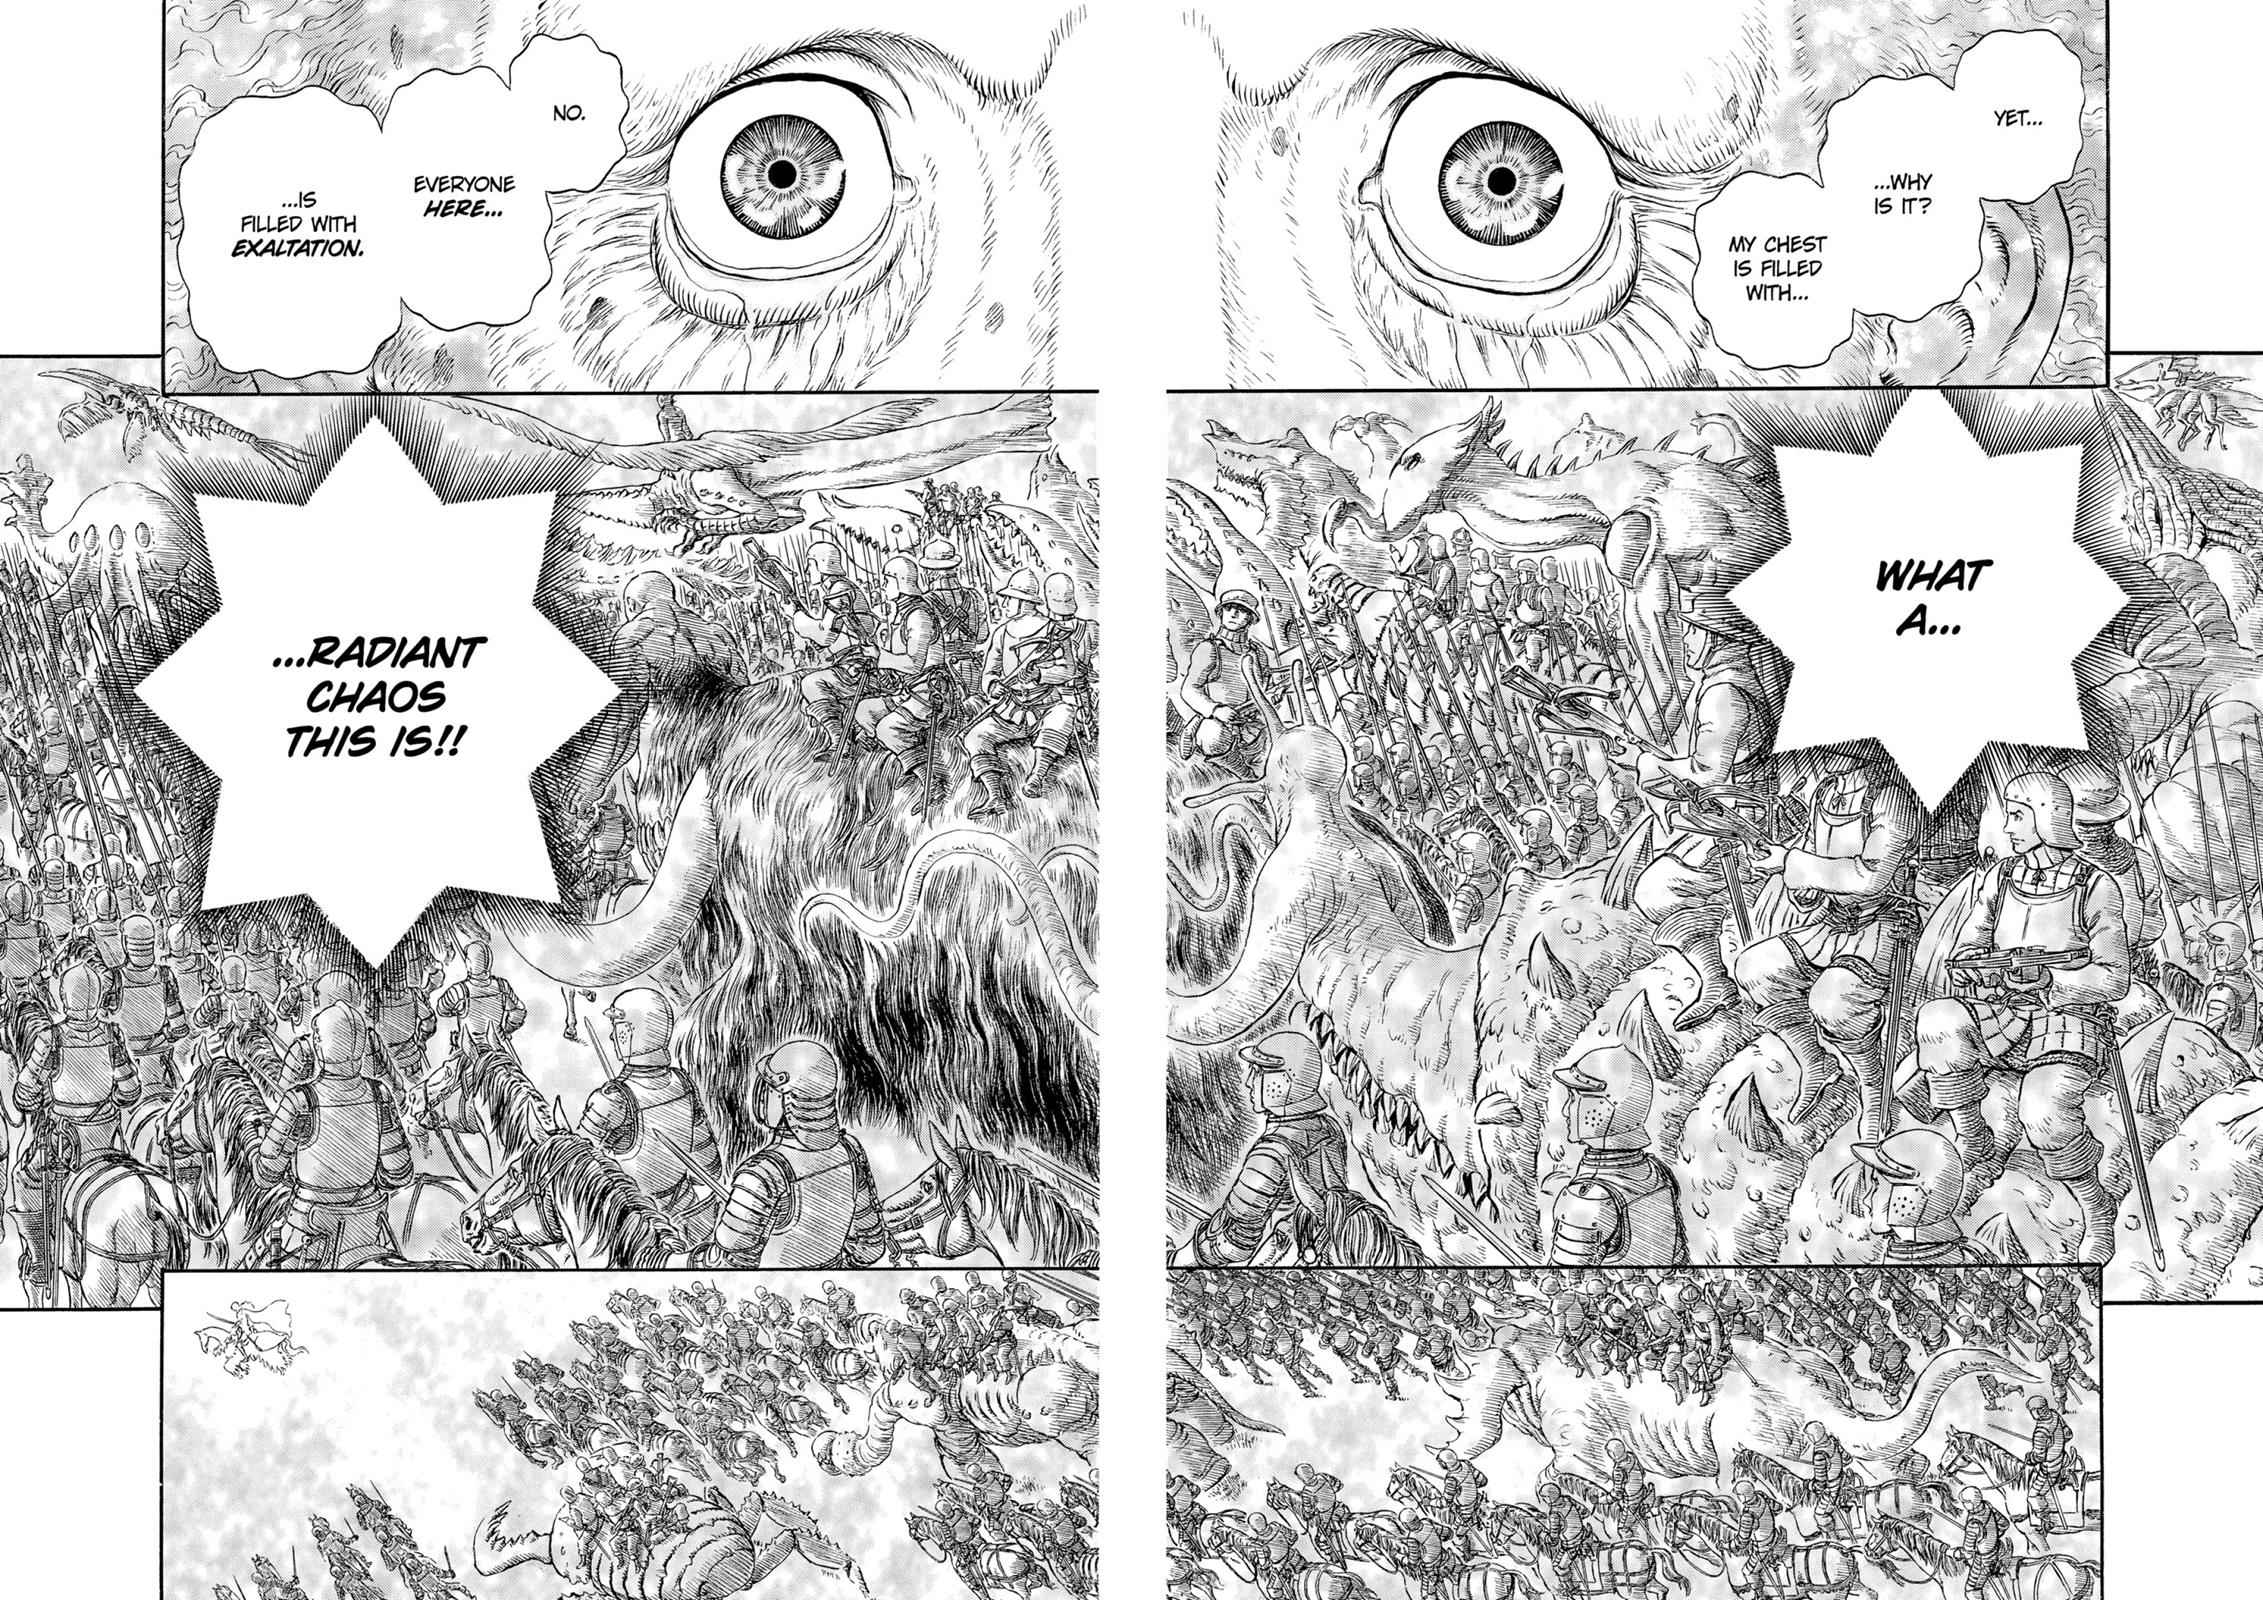 YET...
...WHY
IS IT?
MY CHEST
IS FILLED
WITH...
NO.
EVERYONE
HERE...
...IS
FILLED WITH
EXALTATION.
WHAT
A...
...RADIANT
CHAOS
THIS IS!!